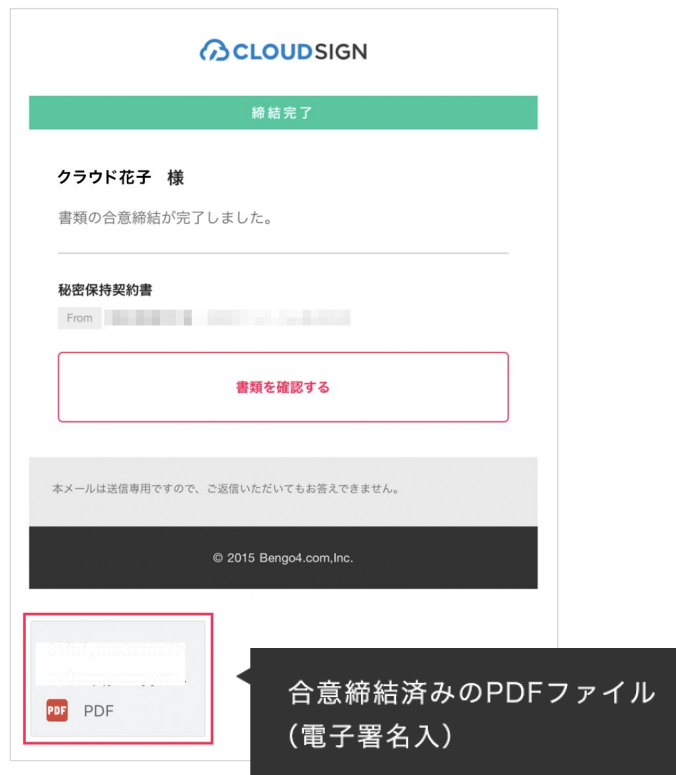 CLOUDSIGN
締結完了
クラウド花子 様
書類の合意締結が完了しました。
秘密保持契約書
From
書類を確認する
本メールは送信専用ですので、ご返信いただいてもお答えできません。
© 2015 Bengo4.com,Inc.
PDF PDF
合意締結済みのPDFファイル
(電子署名入)